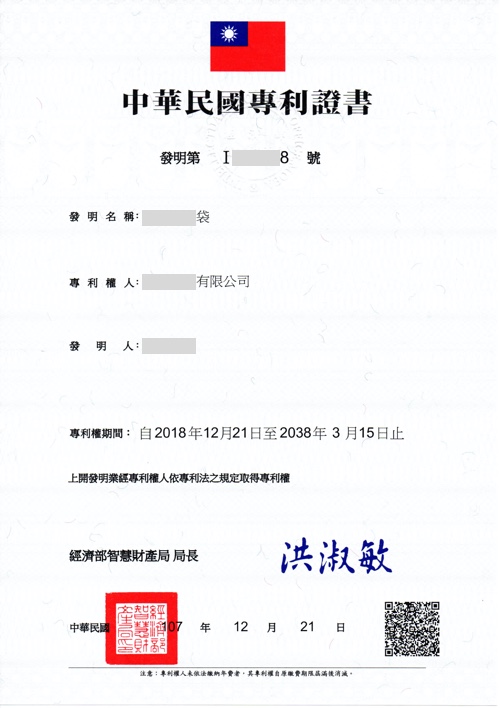 中華民國專利證書
發明第 I 8 號
發明名稱： 袋
專利權人： 有限公司
發明人：
專利權期間： 自2018年12月21日至2038年 3 月15日止
上開發明業經專利權人依專利法之規定取得專利權
經濟部智慧財產局 局長 洪淑敏
中華民國 107 年 12 月 21 日
經濟部智慧財產局印
注意：專利權人未依法繳納年費者，其專利權自原繳費期限屆滿後消滅。